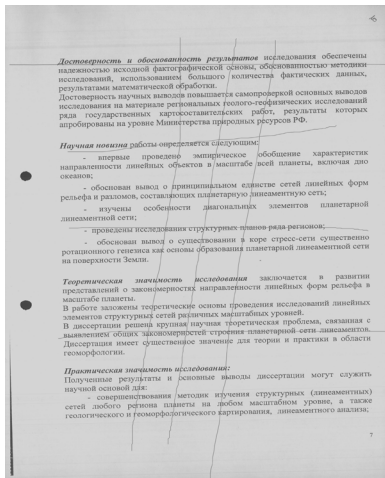 Достоверность и обоснованность результатов исследования обеспечены
надежностью исходной фактографической основы, обоснованностью методики
исследований, использованием большого количества фактических данных,
результатами математической обработки.
Достоверность научных выводов повышается самопроверкой основных выводов
исследования на материале региональных геолого-геофизических исследований
ряда государственных картосоставительских работ, результаты которых
апробированы на уровне Министерства природных ресурсов РФ.
Научная новизна работы определяется следующим:
- впервые проведено эмпирическое обобщение характеристик
направленности линейных объектов в масштабе всей планеты, включая дно
океанов;
- обоснован вывод о принципиальном единстве сетей линейных форм
рельефа и разломов, составляющих планетарную линеаментную сеть;
- изучены особенности диагональных элементов планетарной
линеаментной сети;
- проведены исследования структурных планов ряда регионов;
- обоснован вывод о существовании в коре стресс-сети существенно
ротационного генезиса как основы образования планетарной линеаментной сети
на поверхности Земли.
Теоретическая значимость исследования заключается в развитии
представлений о закономерностях направленности линейных форм рельефа в
масштабе планеты.
В работе заложены теоретические основы проведения исследований линейных
элементов структурных сетей различных масштабных уровней.
В диссертации решена крупная научная теоретическая проблема, связанная с
выявлением общих закономерностей строения планетарной сети линеаментов.
Диссертация имеет существенное значение для теории и практики в области
геоморфологии.
Практическая значимость исследования:
Полученные результаты и основные выводы диссертации могут служить
научной основой для:
- совершенствования методик изучения структурных (линеаментных)
сетей любого региона планеты на любом масштабном уровне, а также
геологического и геоморфологического картирования, линеаментного анализа;
7